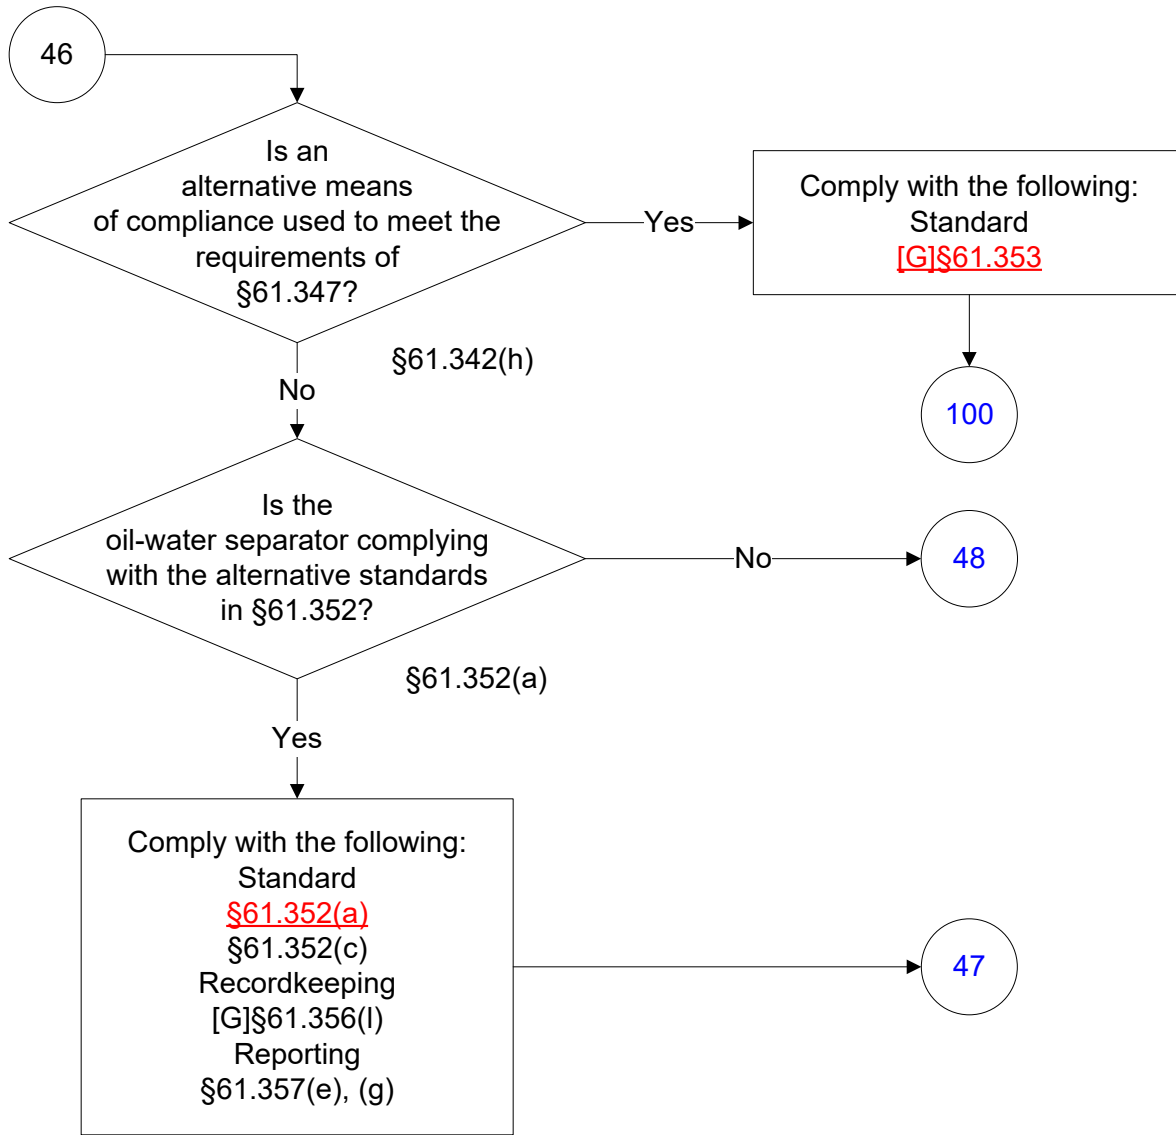 46
Is an
alternative means
of compliance used to meet the
requirements of
§61.347?
Yes
Comply with the following:
Standard
[G]§61.353
§61.342(h)
No
100
Is the
oil-water separator complying
with the alternative standards
in §61.352?
No
48
§61.352(a)
Yes
Comply with the following:
Standard
§61.352(a)
§61.352(c)
Recordkeeping
[G]§61.356(l)
Reporting
§61.357(e), (g)
47